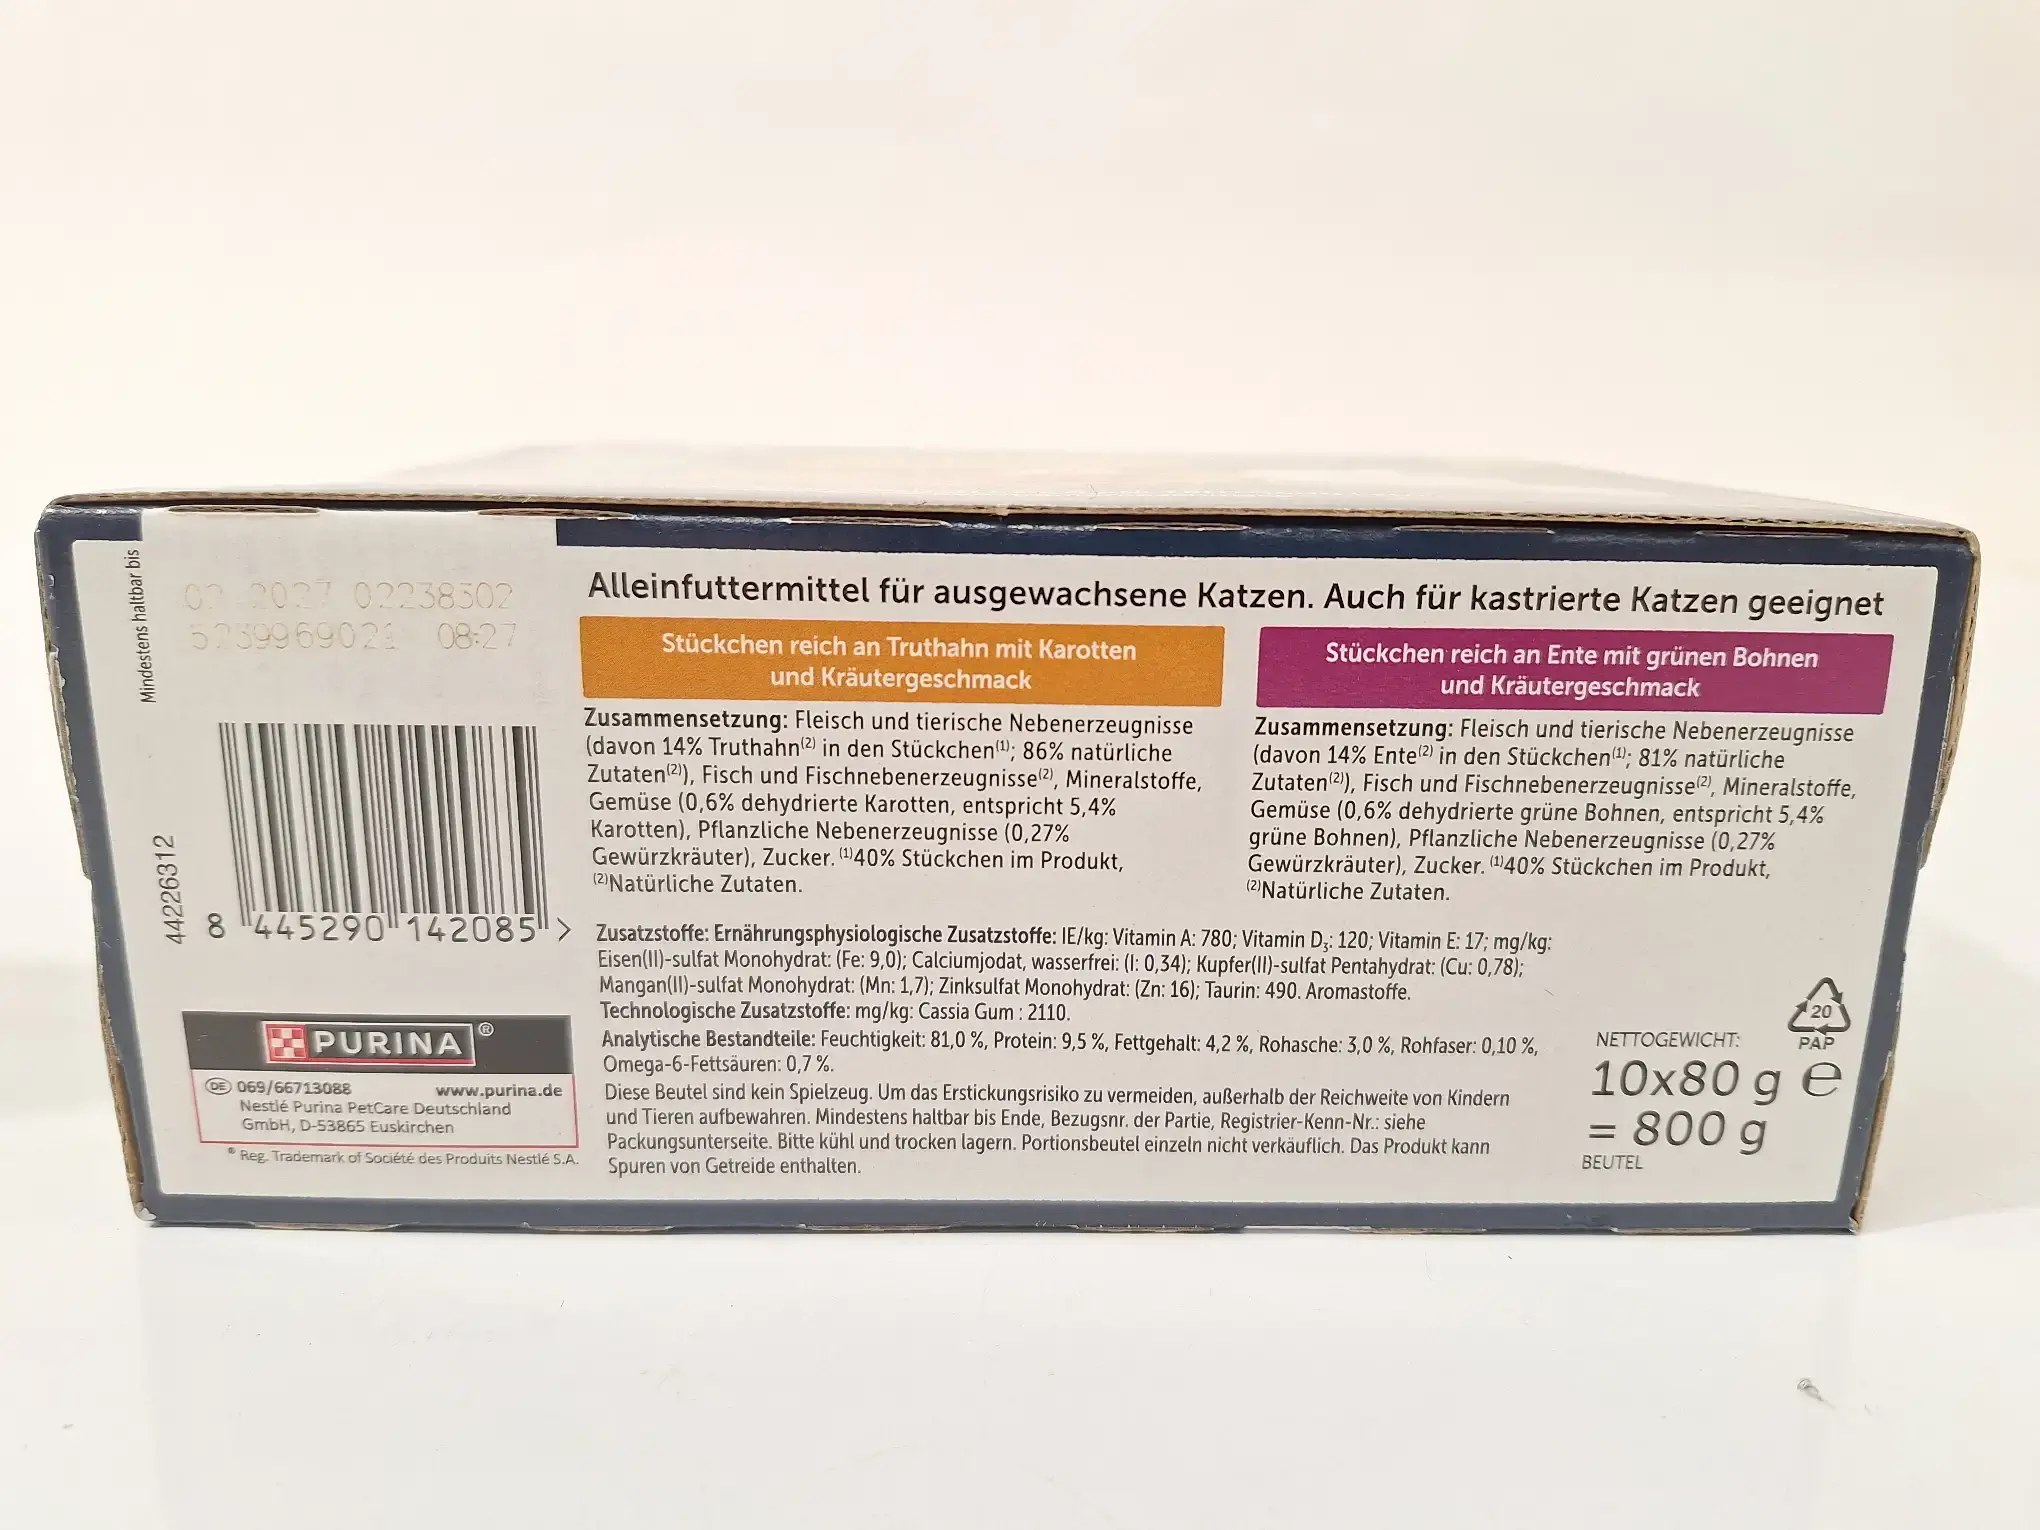 Mindestens haltbar bis
02 2027 02238302
5239969021 08:27
44226312
8 445290 142085 >
PURINA®
DE 069/66713088 www.purina.de
Nestlé Purina PetCare Deutschland
GmbH, D-53865 Euskirchen
® Reg. Trademark of Société des Produits Nestlé S.A.
Alleinfuttermittel für ausgewachsene Katzen. Auch für kastrierte Katzen geeignet
Stückchen reich an Truthahn mit Karotten
und Kräutergeschmack
Zusammensetzung: Fleisch und tierische Nebenerzeugnisse
(davon 14% Truthahn(2) in den Stückchen(1); 86% natürliche
Zutaten(2)), Fisch und Fischnebenerzeugnisse(2), Mineralstoffe,
Gemüse (0,6% dehydrierte Karotten, entspricht 5,4%
Karotten), Pflanzliche Nebenerzeugnisse (0,27%
Gewürzkräuter), Zucker. (1)40% Stückchen im Produkt,
(2)Natürliche Zutaten.
Stückchen reich an Ente mit grünen Bohnen
und Kräutergeschmack
Zusammensetzung: Fleisch und tierische Nebenerzeugnisse
(davon 14% Ente(2) in den Stückchen(1); 81% natürliche
Zutaten(2)), Fisch und Fischnebenerzeugnisse(2), Mineralstoffe,
Gemüse (0,6% dehydrierte grüne Bohnen, entspricht 5,4%
grüne Bohnen), Pflanzliche Nebenerzeugnisse (0,27%
Gewürzkräuter), Zucker. (1)40% Stückchen im Produkt,
(2)Natürliche Zutaten.
Zusatzstoffe: Ernährungsphysiologische Zusatzstoffe: IE/kg: Vitamin A: 780; Vitamin D3: 120; Vitamin E: 17; mg/kg:
Eisen(II)-sulfat Monohydrat: (Fe: 9,0); Calciumjodat, wasserfrei: (I: 0,34); Kupfer(II)-sulfat Pentahydrat: (Cu: 0,78);
Mangan(II)-sulfat Monohydrat: (Mn: 1,7); Zinksulfat Monohydrat: (Zn: 16); Taurin: 490. Aromastoffe.
Technologische Zusatzstoffe: mg/kg: Cassia Gum : 2110.
Analytische Bestandteile: Feuchtigkeit: 81,0 %, Protein: 9,5 %, Fettgehalt: 4,2 %, Rohasche: 3,0 %, Rohfaser: 0,10 %,
Omega-6-Fettsäuren: 0,7 %.
Diese Beutel sind kein Spielzeug. Um das Erstickungsrisiko zu vermeiden, außerhalb der Reichweite von Kindern
und Tieren aufbewahren. Mindestens haltbar bis Ende, Bezugsnr. der Partie, Registrier-Kenn-Nr.: siehe
Packungsunterseite. Bitte kühl und trocken lagern. Portionsbeutel einzeln nicht verkäuflich. Das Produkt kann
Spuren von Getreide enthalten.
20
PAP
NETTOGEWICHT:
10x80 g e
= 800 g
BEUTEL